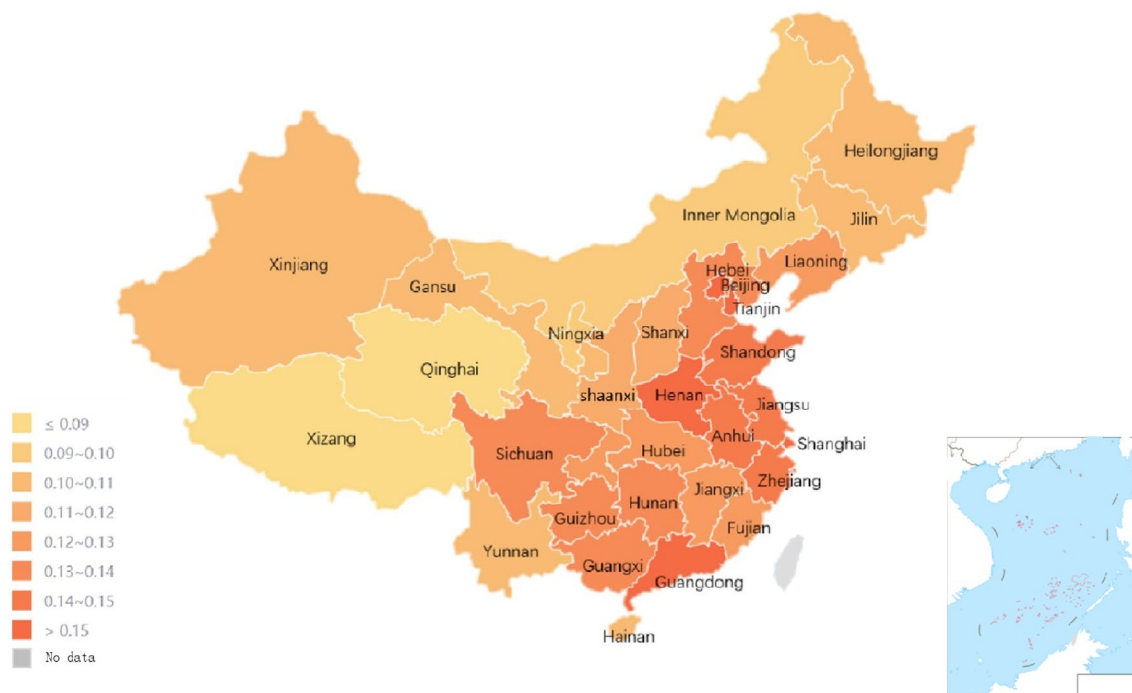 Heilongjiang
Jilin
Inner Mongolia
Liaoning
Xinjiang
Gansu
Hebei
Beijing
Tianjin
Ningxia
Shanxi
Shandong
Qinghai
shaanxi
Henan
Jiangsu
Xizang
Sichuan
Hubei
Anhui
Shanghai
Zhejiang
Jiangxi
Hunan
Guizhou
Fujian
Yunnan
Guangxi
Guangdong
Hainan
≤ 0.09
0.09~0.10
0.10~0.11
0.11~0.12
0.12~0.13
0.13~0.14
0.14~0.15
> 0.15
No data